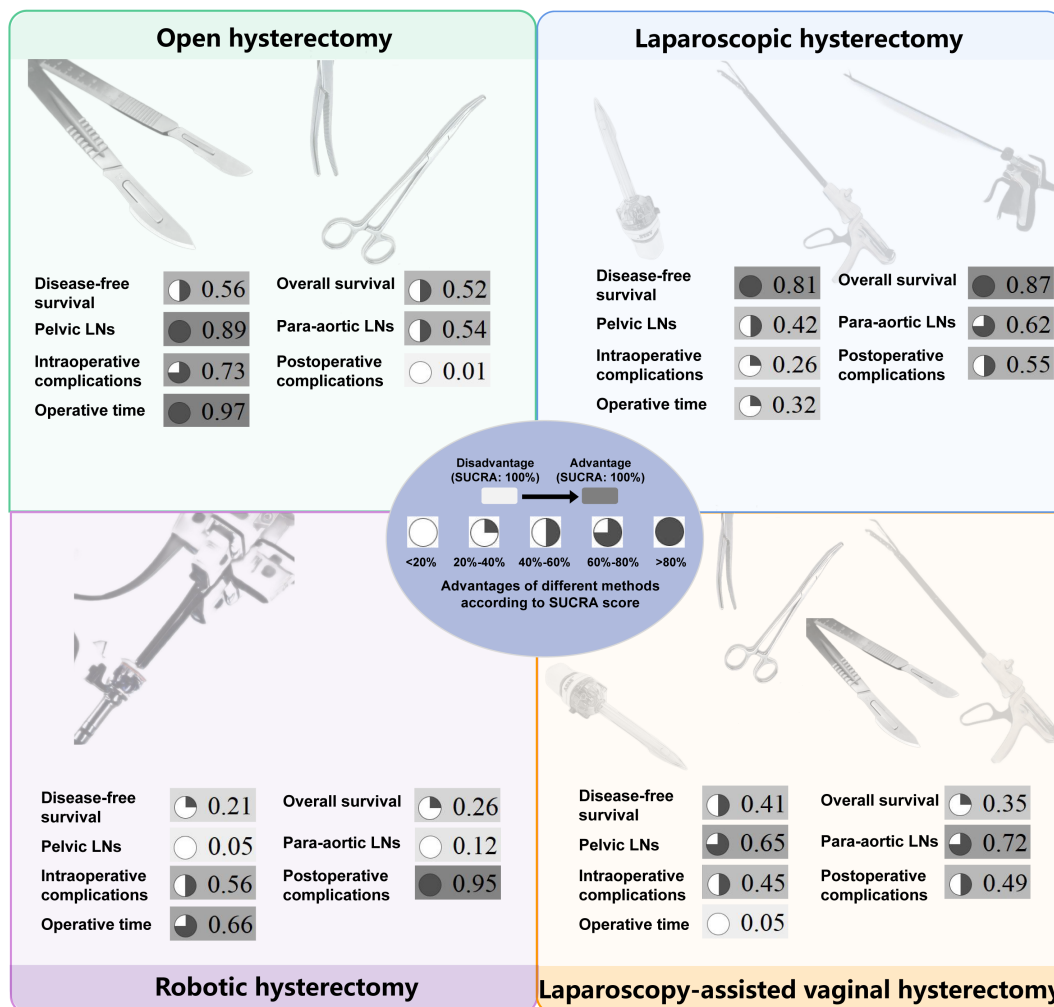 Open hysterectomy
Disease-free
survival
0.56
Overall survival
0.52
Pelvic LNs
0.89
Para-aortic LNs
0.54
Intraoperative
complications
0.73
Postoperative
complications
0.01
Operative time
0.97
Laparoscopic hysterectomy
Disease-free
survival
0.81
Overall survival
0.87
Pelvic LNs
0.42
Para-aortic LNs
0.62
Intraoperative
complications
0.26
Postoperative
complications
0.55
Operative time
0.32
Disadvantage
(SUCRA: 100%)
Advantage
(SUCRA: 100%)
<20%
20%-40%
40%-60%
60%-80%
>80%
Advantages of different methods
according to SUCRA score
Disease-free
survival
0.21
Overall survival
0.26
Pelvic LNs
0.05
Para-aortic LNs
0.12
Intraoperative
complications
0.56
Postoperative
complications
0.95
Operative time
0.66
Robotic hysterectomy
Disease-free
survival
0.41
Overall survival
0.35
Pelvic LNs
0.65
Para-aortic LNs
0.72
Intraoperative
complications
0.45
Postoperative
complications
0.49
Operative time
0.05
Laparoscopy-assisted vaginal hysterectomy